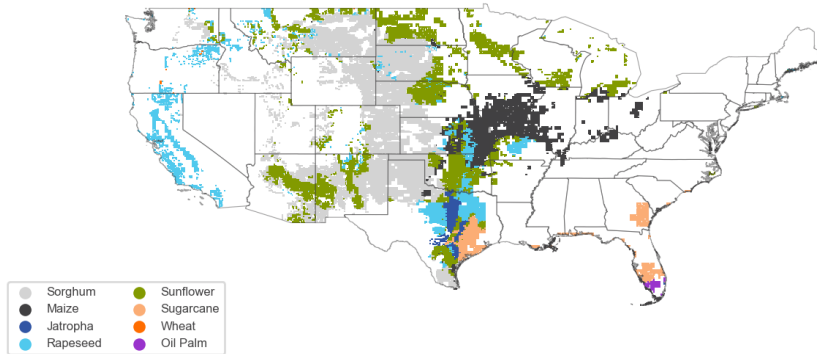 Sorghum
Maize
Jatropha
Rapeseed
Sunflower
Sugarcane
Wheat
Oil Palm